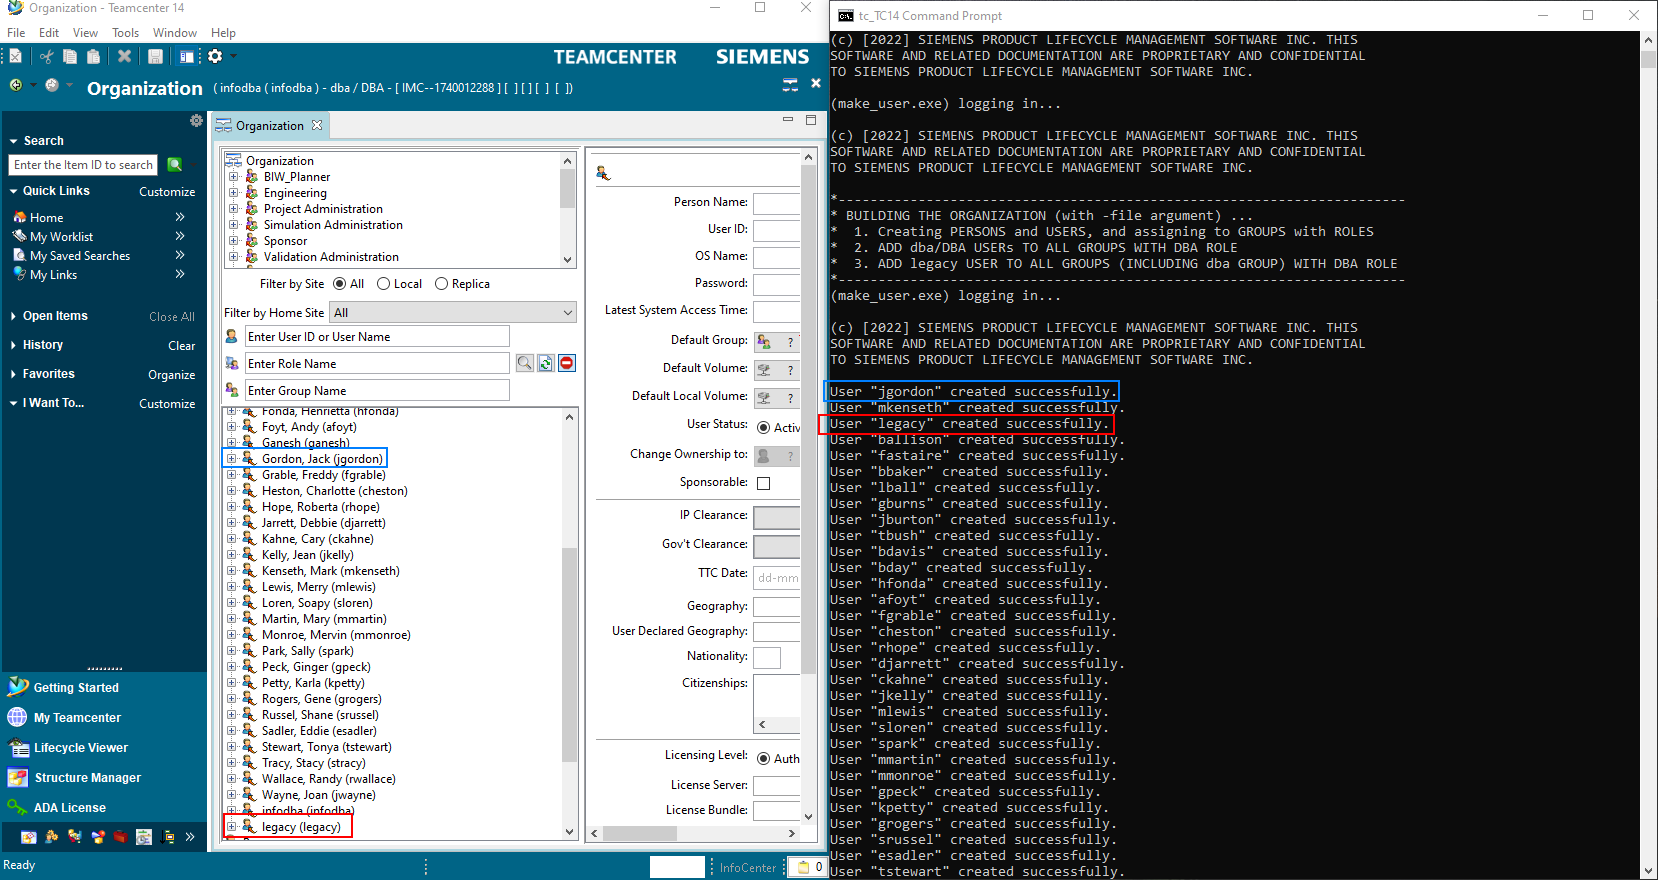 Organization - Teamcenter 14
File Edit View Tools Window Help
TEAMCENTER SIEMENS
Organization ( infodba ( infodba ) - dba / DBA - [ IMC--1740012288 ] [ ] [ ] [ ] [ ])
Search
Enter the Item ID to search
Quick Links Customize
Home
My Worklist
My Saved Searches
My Links
Open Items Close All
History Clear
Favorites Organize
I Want To... Customize
Getting Started
My Teamcenter
Lifecycle Viewer
Structure Manager
ADA License
Ready
Organization
Organization
BIW_Planner
Engineering
Project Administration
Simulation Administration
Sponsor
Validation Administration
Filter by Site All Local Replica
Filter by Home Site All
Enter User ID or User Name
Enter Role Name
Enter Group Name
Fonda, Henrietta (hfonda)
Foyt, Andy (afoyt)
Ganesh (ganesh)
Gordon, Jack (jgordon)
Grable, Freddy (fgrable)
Heston, Charlotte (cheston)
Hope, Roberta (rhope)
Jarrett, Debbie (djarrett)
Kahne, Cary (ckahne)
Kelly, Jean (jkelly)
Kenseth, Mark (mkenseth)
Lewis, Merry (mlewis)
Loren, Soapy (sloren)
Martin, Mary (mmartin)
Monroe, Mervin (mmonroe)
Park, Sally (spark)
Peck, Ginger (gpeck)
Petty, Karla (kpetty)
Rogers, Gene (grogers)
Russel, Shane (srussel)
Sadler, Eddie (esadler)
Stewart, Tonya (tstewart)
Tracy, Stacy (stracy)
Wallace, Randy (rwallace)
Wayne, Joan (jwayne)
infodba (infodba)
legacy (legacy)
Person Name:
User ID:
OS Name:
Password:
Latest System Access Time:
Default Group: ?
Default Volume: ?
Default Local Volume: ?
User Status: Activ
Change Ownership to: ?
Sponsorable:
IP Clearance:
Gov't Clearance:
TTC Date: dd-mm
Geography:
User Declared Geography:
Nationality:
Citizenships:
Licensing Level: Auth
License Server:
License Bundle:
InfoCenter 0
tc_TC14 Command Prompt
(c) [2022] SIEMENS PRODUCT LIFECYCLE MANAGEMENT SOFTWARE INC. THIS
SOFTWARE AND RELATED DOCUMENTATION ARE PROPRIETARY AND CONFIDENTIAL
TO SIEMENS PRODUCT LIFECYCLE MANAGEMENT SOFTWARE INC.
(make_user.exe) logging in...
(c) [2022] SIEMENS PRODUCT LIFECYCLE MANAGEMENT SOFTWARE INC. THIS
SOFTWARE AND RELATED DOCUMENTATION ARE PROPRIETARY AND CONFIDENTIAL
TO SIEMENS PRODUCT LIFECYCLE MANAGEMENT SOFTWARE INC.
*-----------------------------------------------------------------------
* BUILDING THE ORGANIZATION (with -file argument) ...
* 1. Creating PERSONS and USERS, and assigning to GROUPS with ROLES
* 2. ADD dba/DBA USERs TO ALL GROUPS WITH DBA ROLE
* 3. ADD legacy USER TO ALL GROUPS (INCLUDING dba GROUP) WITH DBA ROLE
*-----------------------------------------------------------------------
(make_user.exe) logging in...
(c) [2022] SIEMENS PRODUCT LIFECYCLE MANAGEMENT SOFTWARE INC. THIS
SOFTWARE AND RELATED DOCUMENTATION ARE PROPRIETARY AND CONFIDENTIAL
TO SIEMENS PRODUCT LIFECYCLE MANAGEMENT SOFTWARE INC.
User "jgordon" created successfully.
User "mkenseth" created successfully.
User "legacy" created successfully.
User "ballison" created successfully.
User "fastaire" created successfully.
User "bbaker" created successfully.
User "lball" created successfully.
User "gburns" created successfully.
User "jburton" created successfully.
User "tbush" created successfully.
User "bdavis" created successfully.
User "bday" created successfully.
User "hfonda" created successfully.
User "afoyt" created successfully.
User "fgrable" created successfully.
User "cheston" created successfully.
User "rhope" created successfully.
User "djarrett" created successfully.
User "ckahne" created successfully.
User "jkelly" created successfully.
User "mlewis" created successfully.
User "sloren" created successfully.
User "spark" created successfully.
User "mmartin" created successfully.
User "mmonroe" created successfully.
User "gpeck" created successfully.
User "kpetty" created successfully.
User "grogers" created successfully.
User "srussel" created successfully.
User "esadler" created successfully.
User "tstewart" created successfully.